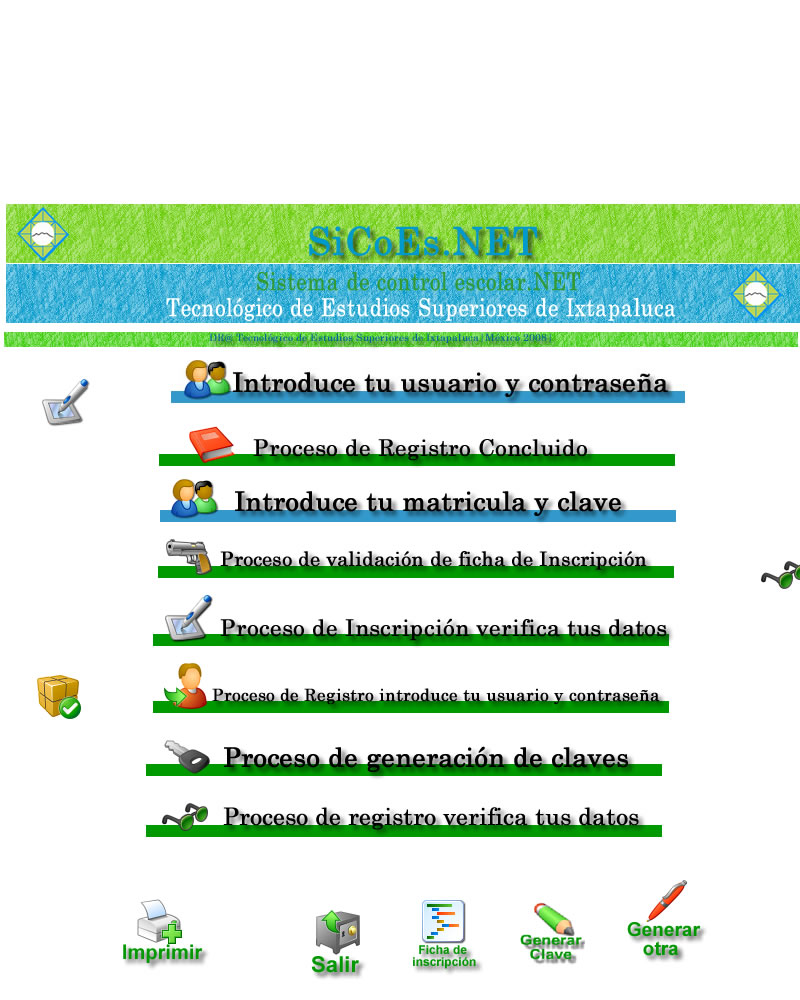 SiCoEs.NET
Sistema de control escolar.NET
Tecnológico de Estudios Superiores de Ixtapaluca
DR© Tecnológico de Estudios Superiores de Ixtapaluca (México 2008)
Introduce tu usuario y contraseña
Proceso de Registro Concluido
Introduce tu matricula y clave
Proceso de validación de ficha de Inscripción
Proceso de Inscripción verifica tus datos
Proceso de Registro introduce tu usuario y contraseña
Proceso de generación de claves
Proceso de registro verifica tus datos
Imprimir
Salir
Ficha de
inscripción
Generar
Clave
Generar
otra